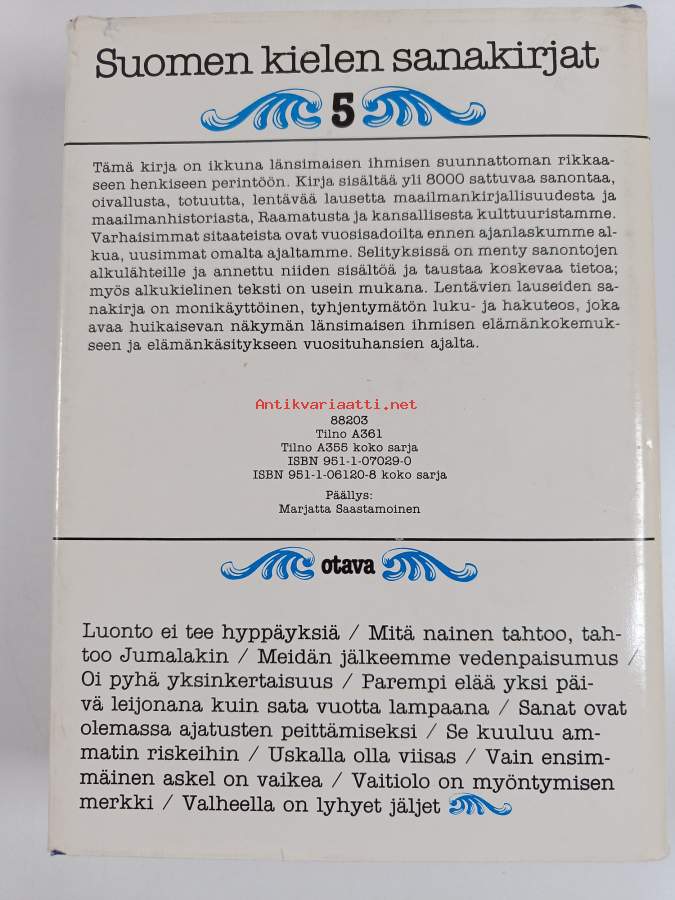 Suomen kielen sanakirjat
5
Tämä kirja on ikkuna länsimaisen ihmisen suunnattoman rikkaa-
seen henkiseen perintöön. Kirja sisältää yli 8000 sattuvaa sanontaa,
oivallusta, totuutta, lentävää lausetta maailmankirjallisuudesta ja
maailmanhistoriasta, Raamatusta ja kansallisesta kulttuuristamme.
Varhaisimmat sitaateista ovat vuosisadoilta ennen ajanlaskumme al-
kua, uusimmat omalta ajaltamme. Selityksissä on menty sanontojen
alkulähteille ja annettu niiden sisältöä ja taustaa koskevaa tietoa;
myös alkukielinen teksti on usein mukana. Lentävien lauseiden sa-
nakirja on monikäyttöinen, tyhjentymätön luku- ja hakuteos, joka
avaa huikaisevan näkymän länsimaisen ihmisen elämänkokemuk-
seen ja elämänkäsitykseen vuosituhansien ajalta.
Antikvariaatti.net
88203
Tilno A361
Tilno A355 koko sarja
ISBN 951-1-07029-0
ISBN 951-1-06120-8 koko sarja
Päällys:
Marjatta Saastamoinen
otava
Luonto ei tee hyppäyksiä / Mitä nainen tahtoo, tah-
too Jumalakin / Meidän jälkeemme vedenpaisumus /
Oi pyhä yksinkertaisuus / Parempi elää yksi päi-
vä leijonana kuin sata vuotta lampaana / Sanat ovat
olemassa ajatusten peittämiseksi / Se kuuluu am-
matin riskeihin / Uskalla olla viisas / Vain ensim-
mäinen askel on vaikea / Vaitiolo on myöntymisen
merkki / Valheella on lyhyet jäljet